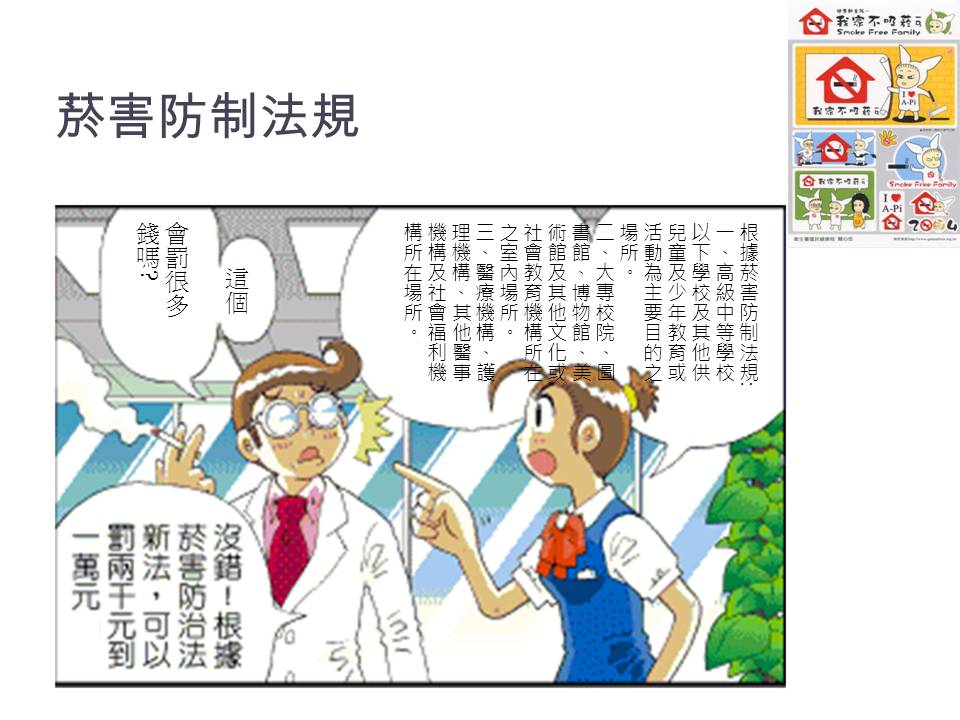 菸害防制法規
根據菸害防制法規:
一、高級中等學校
以下學校及其他供
兒童及少年教育或
活動為主要目的之
場所。
二、大專校院、圖
書館、博物館、美
術館及其他文化或
社會教育機構所在
之室內場所。
三、醫療機構、護
理機構、其他醫事
機構及社會福利機
構所在場所。
這個
會罰很多
錢嗎?
沒錯！根據
菸害防治法
新法，可以
罰兩千元到
一萬元
我家不吸菸
Smoke Free Family
我家不吸菸
I ♥
A-Pi
我家不吸菸
Smoke Free Family
I ♥
A-Pi